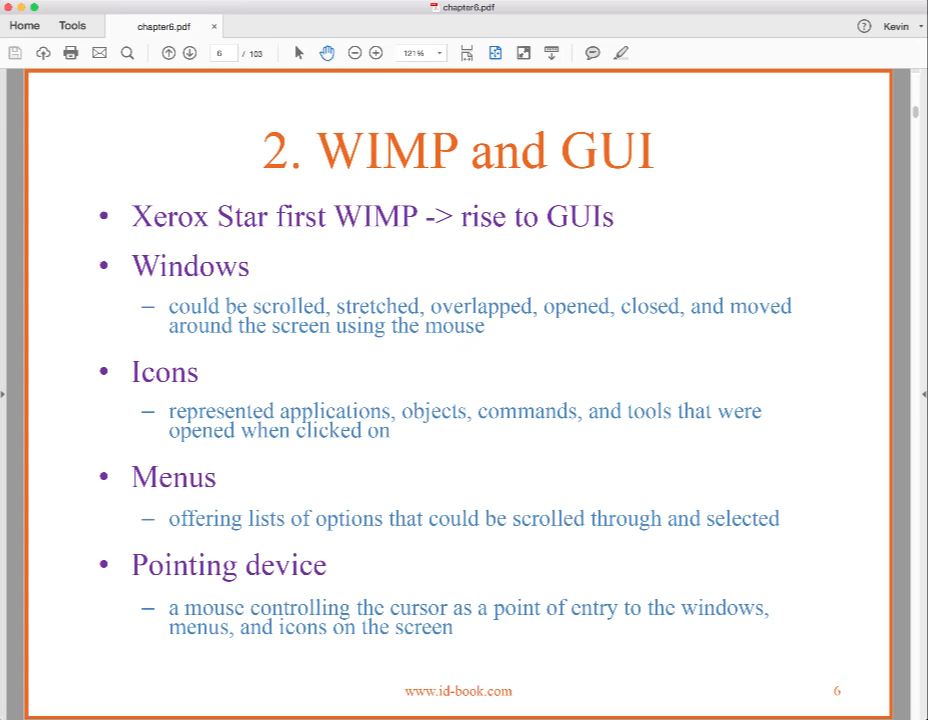 chapter6.pdf
Home Tools chapter6.pdf × ? Kevin
6 / 103 121%
2. WIMP and GUI
• Xerox Star first WIMP -> rise to GUIs
• Windows
– could be scrolled, stretched, overlapped, opened, closed, and moved
around the screen using the mouse
• Icons
– represented applications, objects, commands, and tools that were
opened when clicked on
• Menus
– offering lists of options that could be scrolled through and selected
• Pointing device
– a mouse controlling the cursor as a point of entry to the windows,
menus, and icons on the screen
www.id-book.com 6